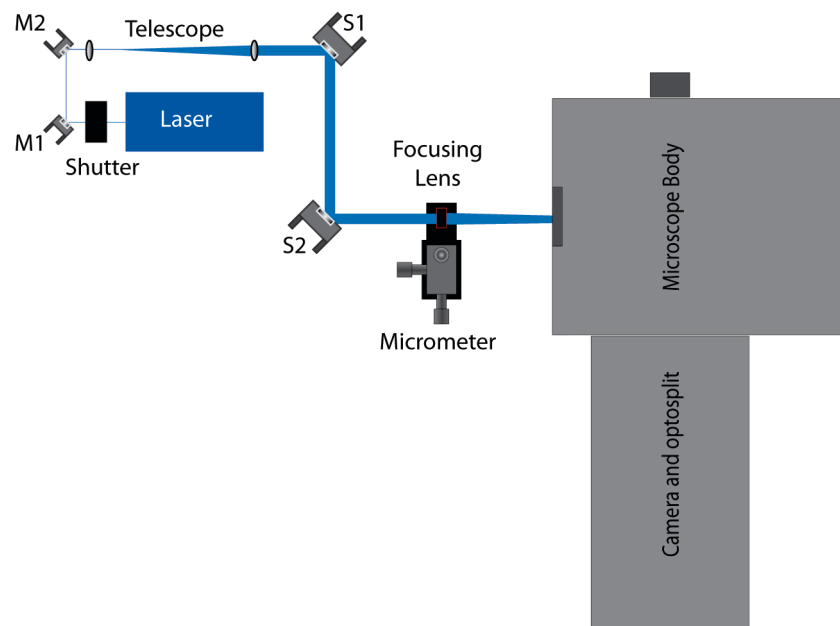 M2
Telescope
S1
Laser
M1
Shutter
Focusing
Lens
S2
Micrometer
Microscope Body
Camera and optosplit